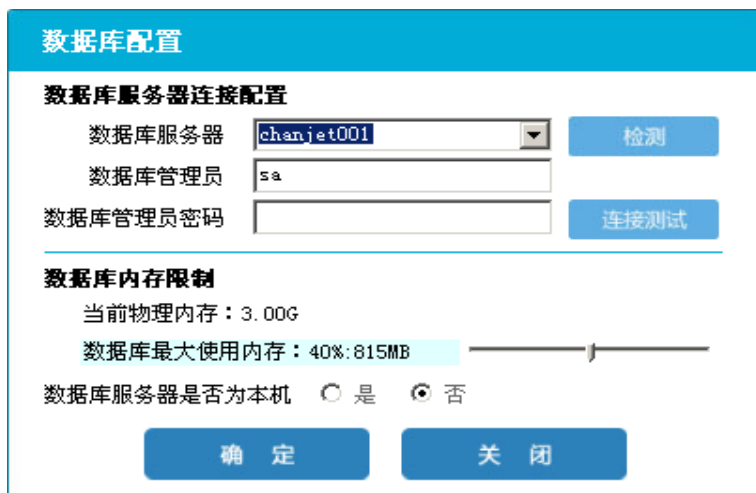 数据库配置
数据库服务器连接配置
数据库服务器 chanjet001 检测
数据库管理员 sa
数据库管理员密码 连接测试
数据库内存限制
当前物理内存：3.00G
数据库最大使用内存：40%:815MB
数据库服务器是否为本机 是 否
确 定 关 闭